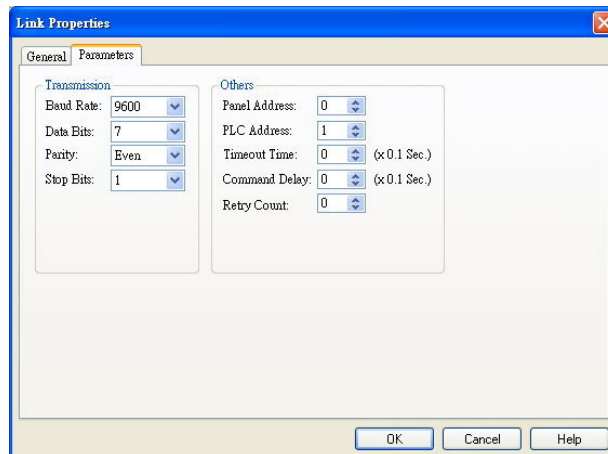 Link Properties
General Parameters
Transmission
Baud Rate: 9600
Data Bits: 7
Parity: Even
Stop Bits: 1
Others
Panel Address: 0
PLC Address: 1
Timeout Time: 0 (x 0.1 Sec.)
Command Delay: 0 (x 0.1 Sec.)
Retry Count: 0
OK Cancel Help